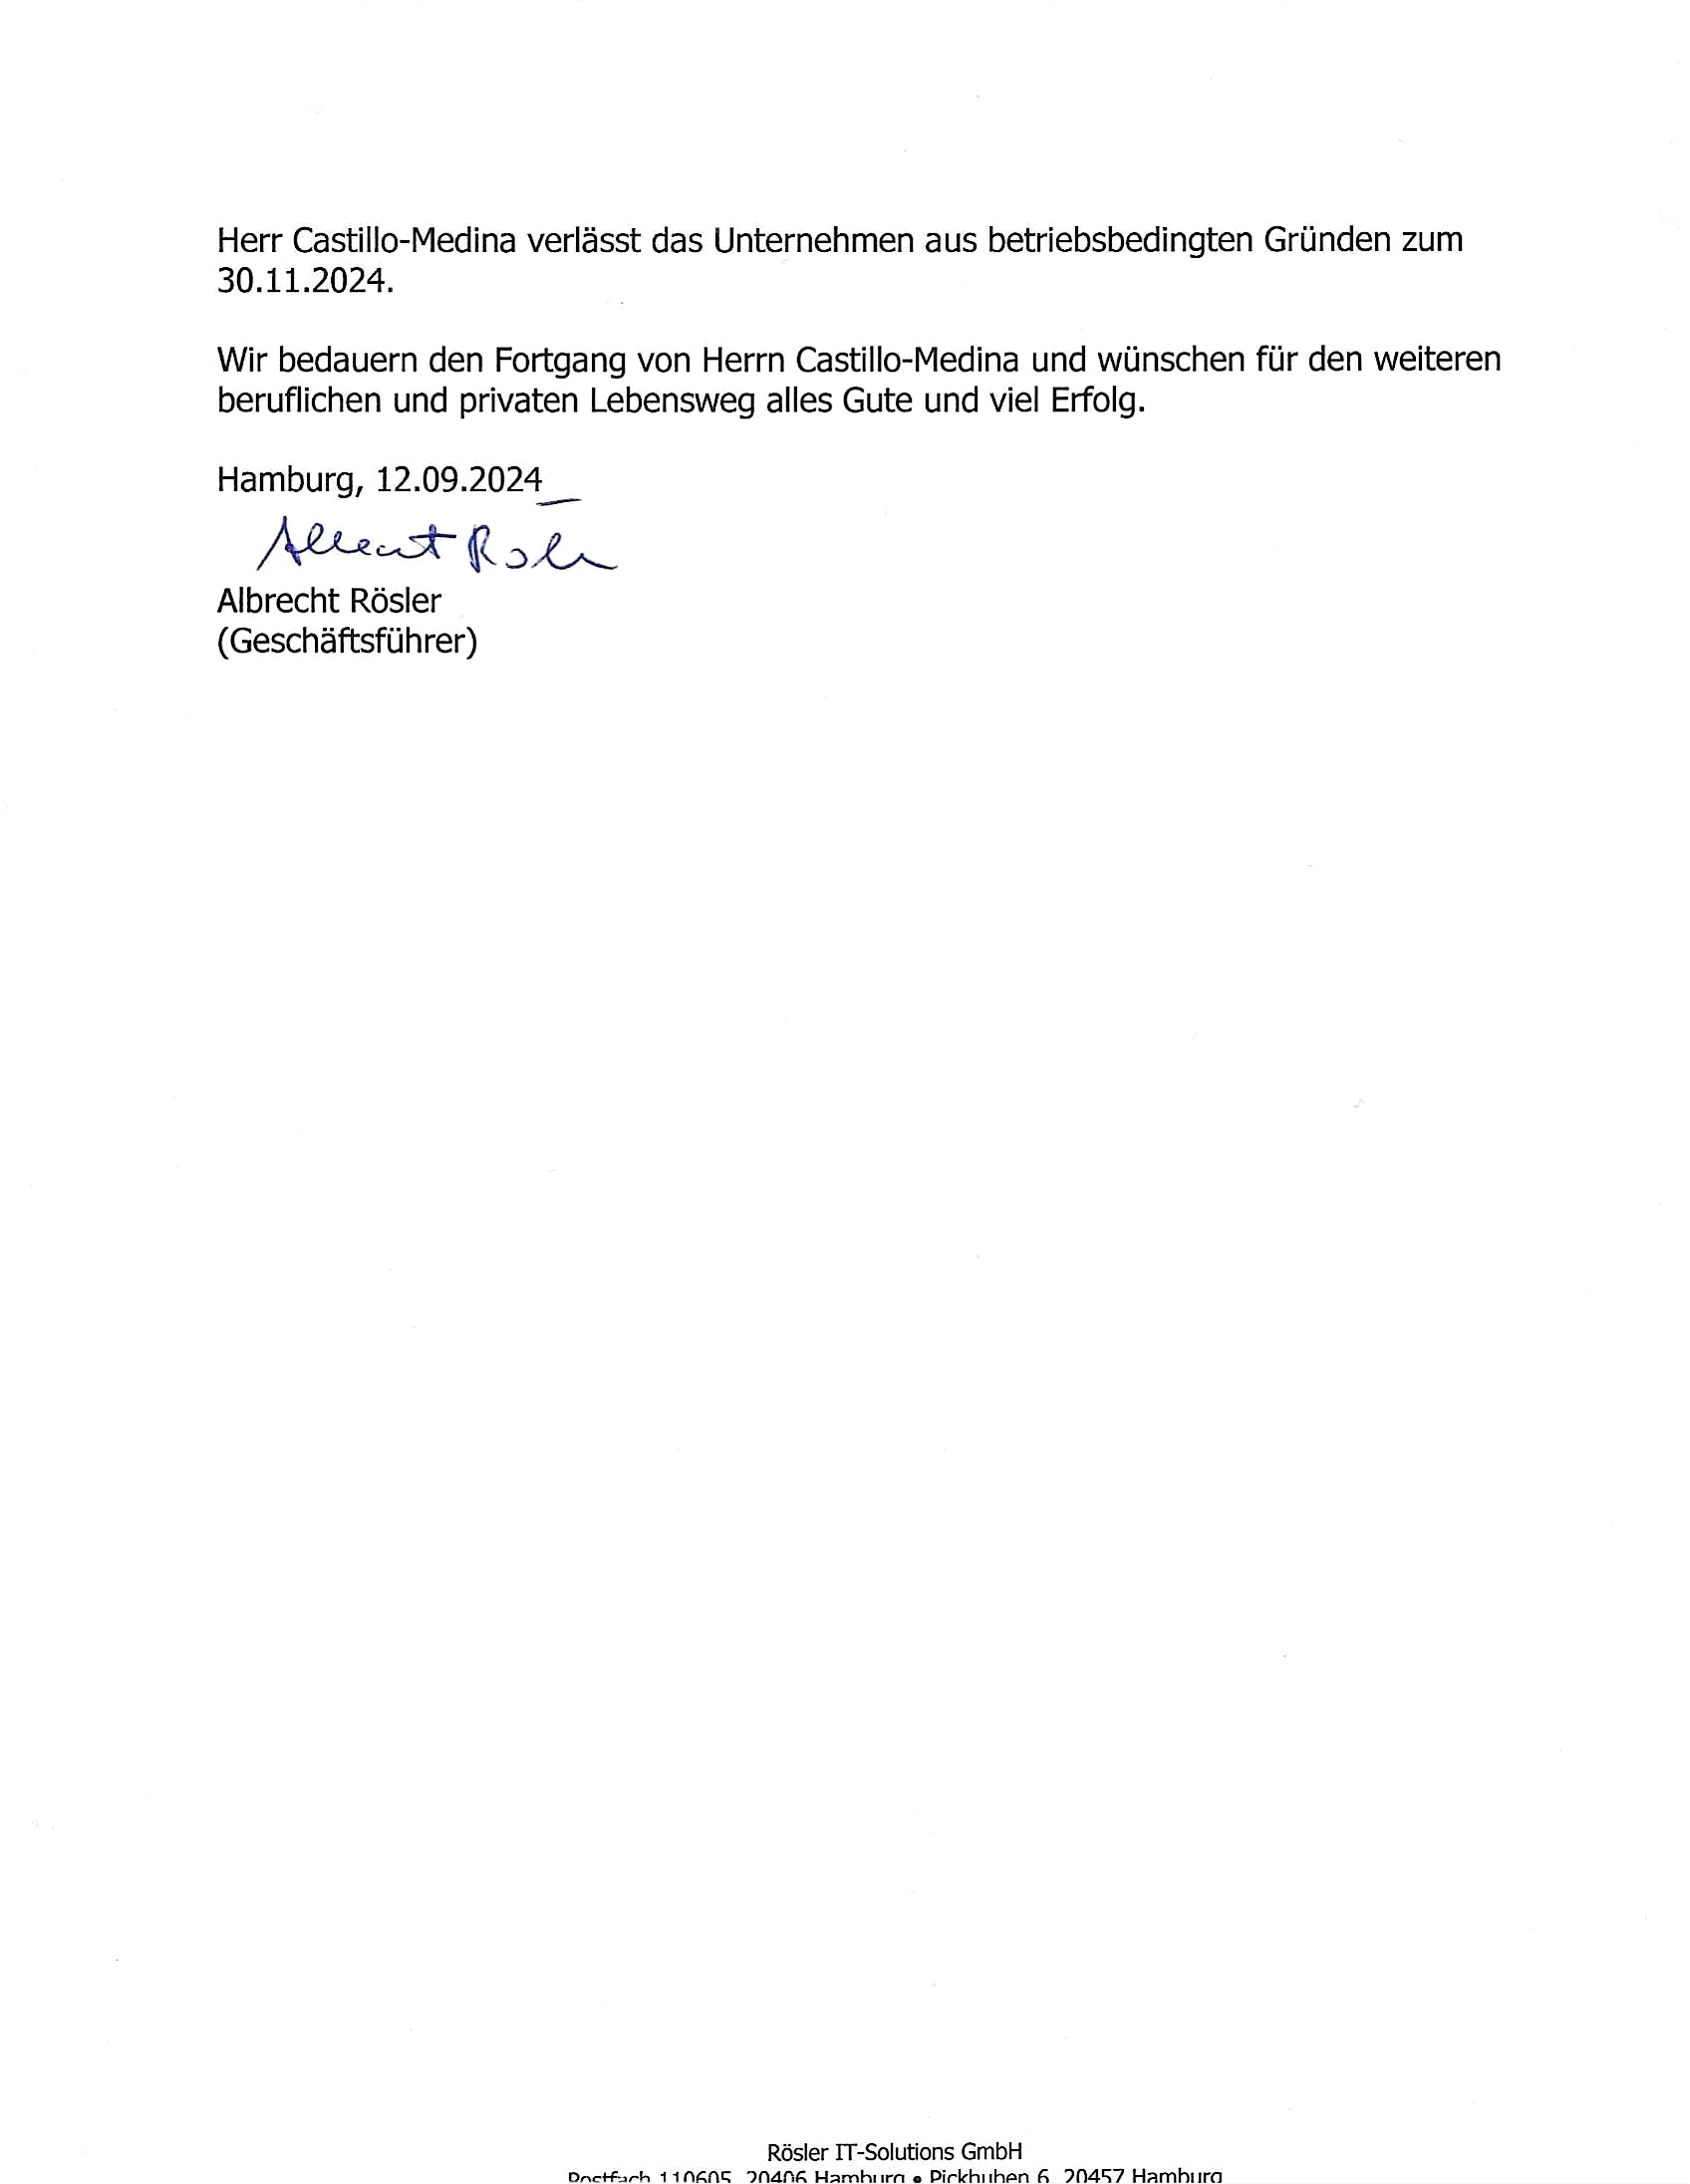 Herr Castillo-Medina verlässt das Unternehmen aus betriebsbedingten Gründen zum
30.11.2024.
Wir bedauern den Fortgang von Herrn Castillo-Medina und wünschen für den weiteren
beruflichen und privaten Lebensweg alles Gute und viel Erfolg.
Hamburg, 12.09.2024
Albrecht Rösler
(Geschäftsführer)
Rösler IT-Solutions GmbH
Postfach 110605, 20406 Hamburg • Pickhuben 6, 20457 Hamburg